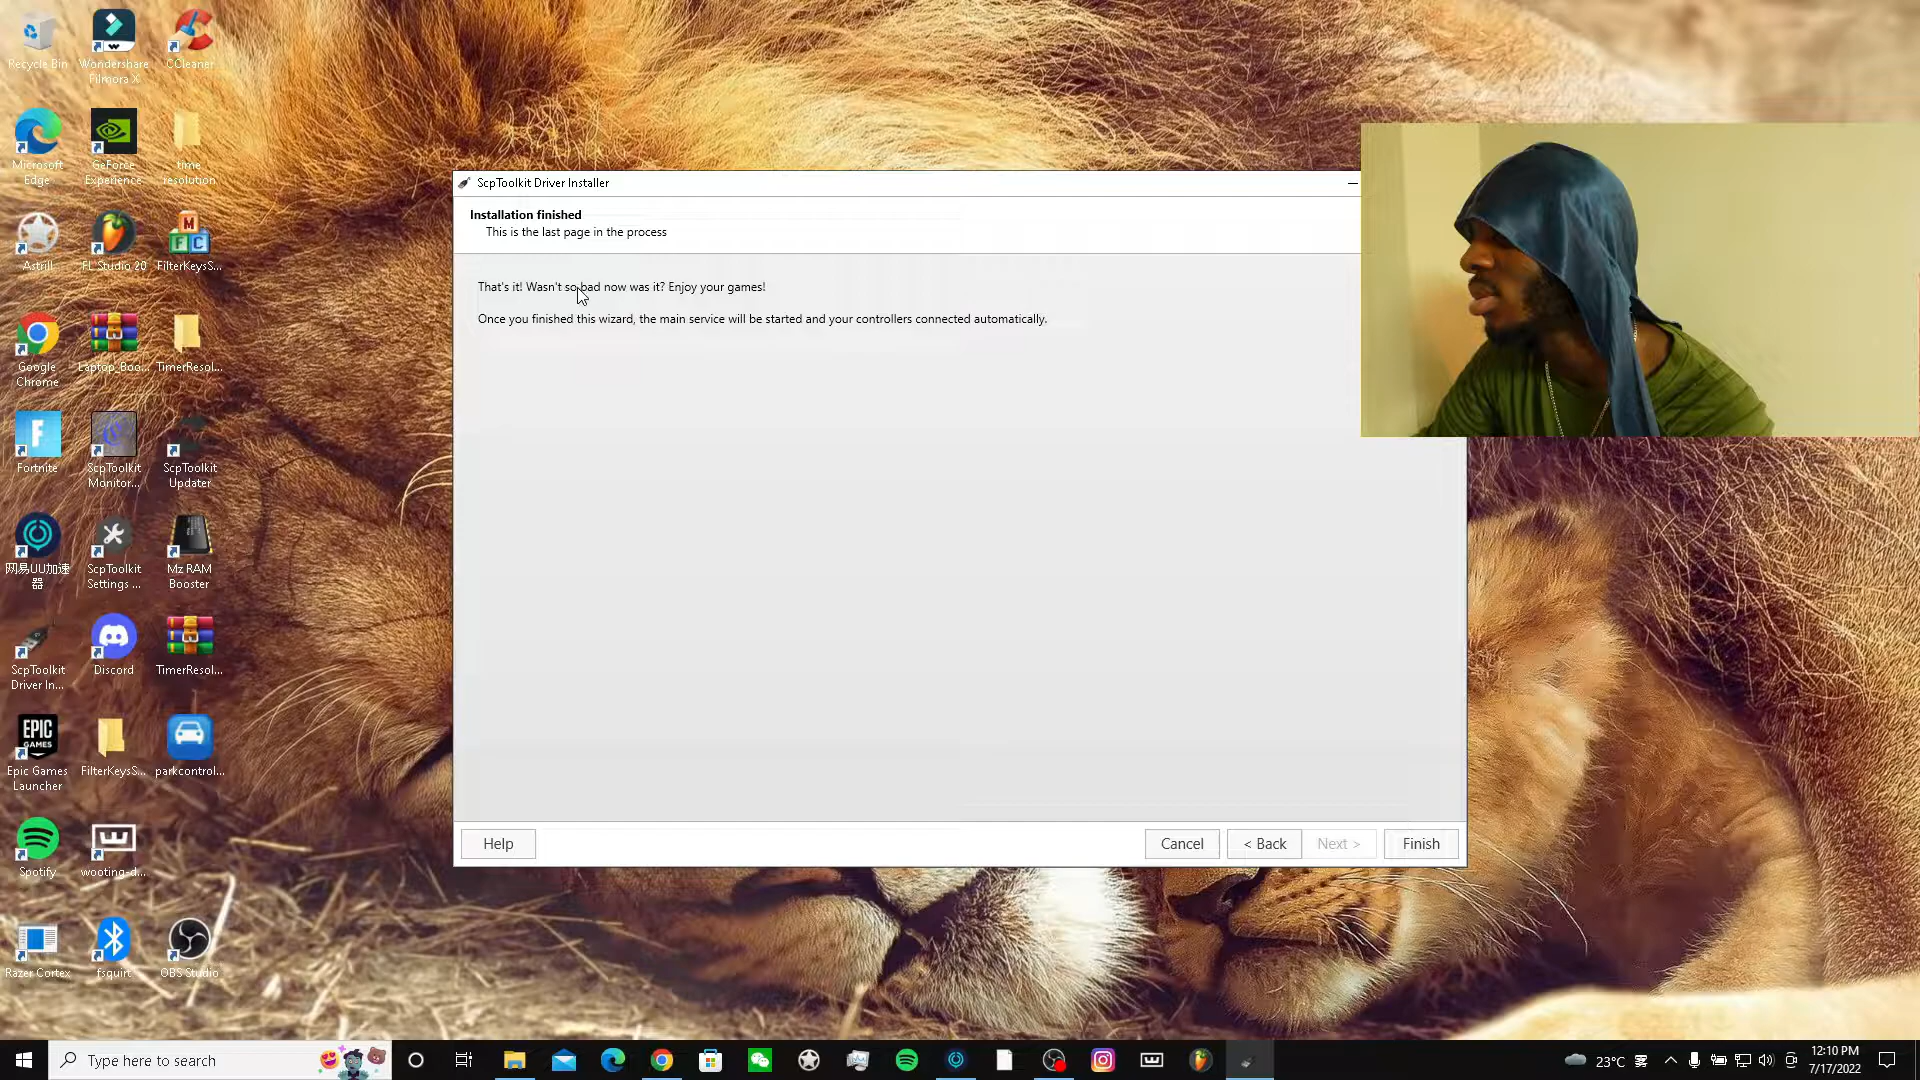 Recycle Bin
Wondershare
Filmora X
CCleaner
Microsoft
Edge
GeForce
Experience
time
resolution
Astrill
FL Studio 20
FilterKeysS...
Google
Chrome
Laptop_Boo...
TimerResol...
Fortnite
ScpToolkit
Monitor...
ScpToolkit
Updater
网易UU加速
器
ScpToolkit
Settings ...
Mz RAM
Booster
ScpToolkit
Driver In...
Discord
TimerResol...
EPIC
GAMES
Epic Games
Launcher
FilterKeysS...
parkcontrol...
Spotify
wooting-d...
Razer Cortex
fsquirt
OBS Studio
ScpToolkit Driver Installer
Installation finished
This is the last page in the process
That's it! Wasn't so bad now was it? Enjoy your games!
Once you finished this wizard, the main service will be started and your controllers connected automatically.
Help
Cancel
< Back
Next >
Finish
Type here to search
23°C
12:10 PM
7/17/2022